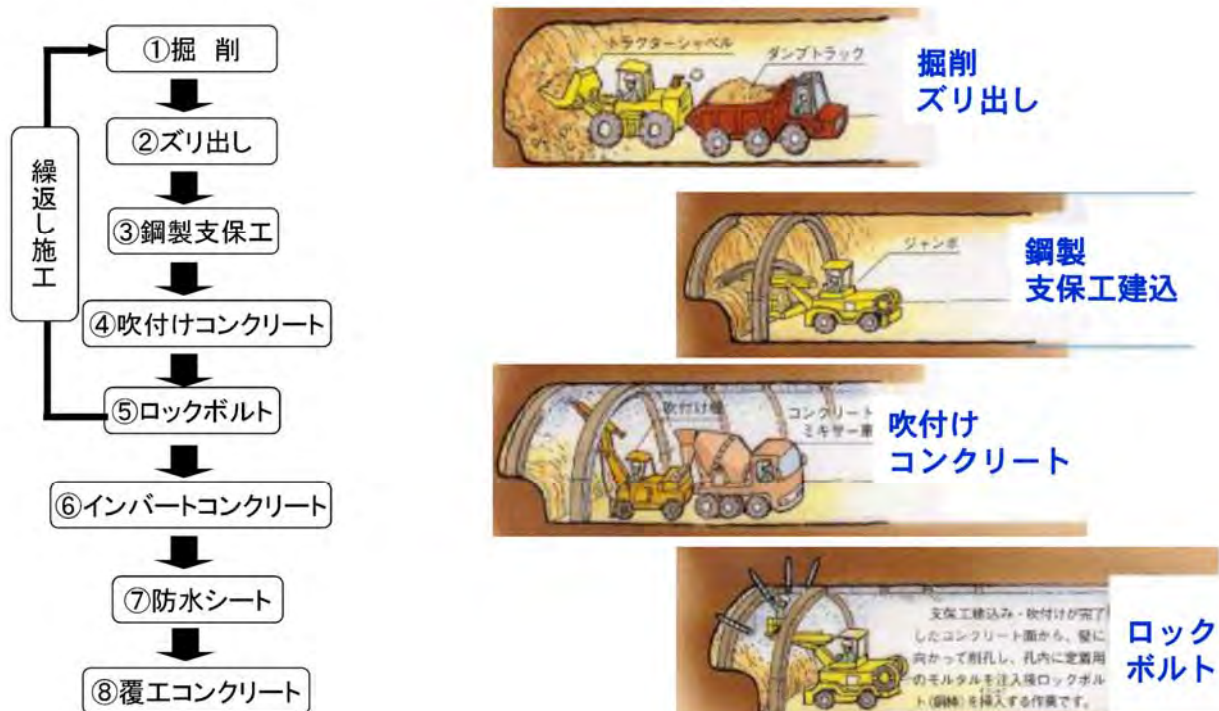 ①掘 削
②ズリ出し
③鋼製支保工
④吹付けコンクリート
⑤ロックボルト
⑥インバートコンクリート
⑦防水シート
⑧覆工コンクリート
繰返し施工
トラクターショベル
ダンプトラック
掘削
ズリ出し
ジャンボ
鋼製
支保工建込
吹付け機
コンクリート
ミキサー車
吹付け
コンクリート
支保工建込み・吹付けが完了
したコンクリート面から、壁に
向かって削孔し、孔内に定着用
のモルタルを注入後ロックボル
ト(鋼棒)を挿入する作業です。
ロック
ボルト